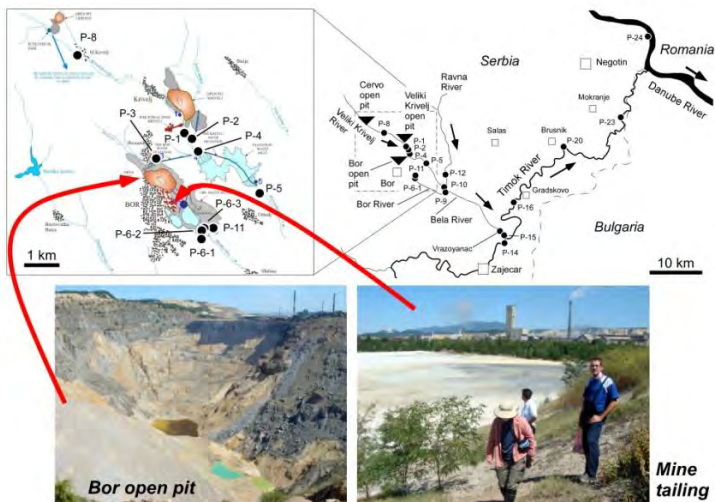 P-8
Krivelj
P-3
P-2
P-1
P-4
BOR
P-5
P-6-3
P-6-2
P-11
P-6-1
1 km
Serbia
P-24
Romania
Negotin
Danube River
Cervo
open
pit
Veliki
Krivelj
open
pit
Ravna
River
Mokranje
P-23
Veliki Krivelj
River
P-8
P-1
P-2
P-4
P-5
Salas
Brusnik
P-20
Bor
open
pit
Bor
P-11
P-6-1
P-12
P-10
P-9
Timok River
Gradskovo
P-16
Bor River
Bela River
Bulgaria
Vrazoyanac
P-15
P-14
Zajecar
10 km
Bor open pit
Mine
tailing